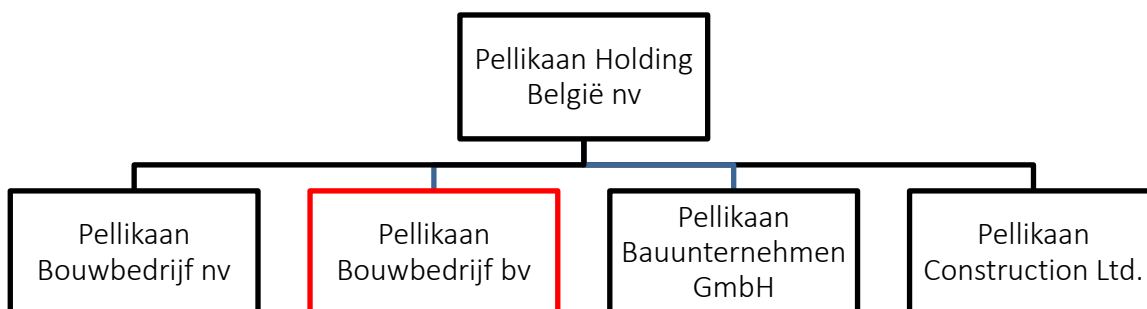 Pellikaan Holding
België nv
Pellikaan
Bouwbedrijf nv
Pellikaan
Bouwbedrijf bv
Pellikaan
Bauunternehmen
GmbH
Pellikaan
Construction Ltd.